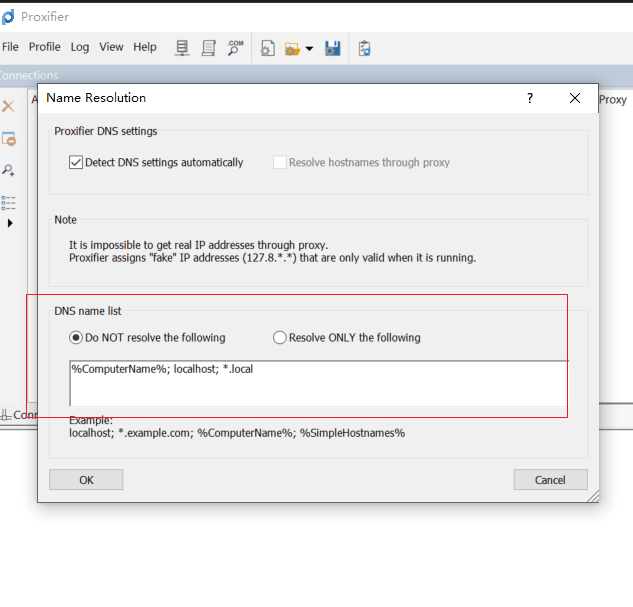 Proxifier
File Profile Log View Help
.COM
Connections
Name Resolution
?
Proxy
Proxifier DNS settings
Detect DNS settings automatically
Resolve hostnames through proxy
Note
It is impossible to get real IP addresses through proxy.
Proxifier assigns "fake" IP addresses (127.8.*.*) that are only valid when it is running.
DNS name list
Do NOT resolve the following
Resolve ONLY the following
%ComputerName%; localhost; *.local
Conn
Example:
localhost; *.example.com; %ComputerName%; %SimpleHostnames%
OK
Cancel